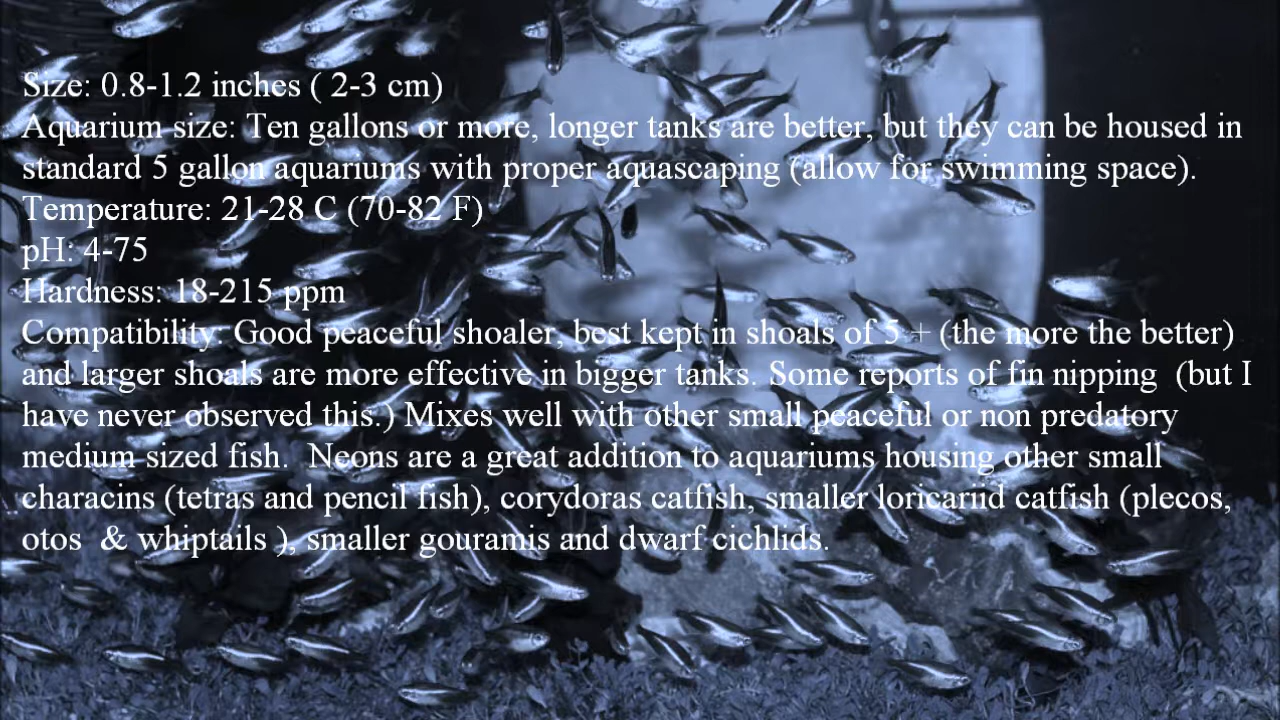 Size: 0.8-1.2 inches ( 2-3 cm)
Aquarium size: Ten gallons or more, longer tanks are better, but they can be housed in
standard 5 gallon aquariums with proper aquascaping (allow for swimming space).
Temperature: 21-28 C (70-82 F)
pH: 4-75
Hardness: 18-215 ppm
Compatibility: Good peaceful shoaler, best kept in shoals of 5 + (the more the better)
and larger shoals are more effective in bigger tanks. Some reports of fin nipping  (but I
have never observed this.) Mixes well with other small peaceful or non predatory
medium sized fish.  Neons are a great addition to aquariums housing other small
characins (tetras and pencil fish), corydoras catfish, smaller loricariid catfish (plecos,
otos  & whiptails ), smaller gouramis and dwarf cichlids.